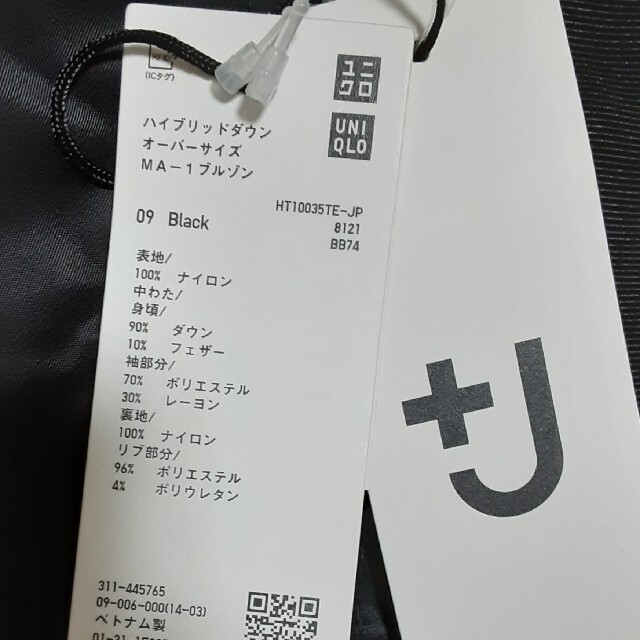 (ICタグ)
ユニ
クロ
UNI
QLO
ハイブリッドダウン
オーバーサイズ
MA-1ブルゾン
HT10035TE-JP
09 Black
8121
BB74
表地/
100% ナイロン
中わた/
身頃/
90% ダウン
10% フェザー
袖部分/
70% ポリエステル
30% レーヨン
裏地/
100% ナイロン
リブ部分/
96% ポリエステル
4% ポリウレタン
311-445765
09-006-000(14-03)
ベトナム製
+J